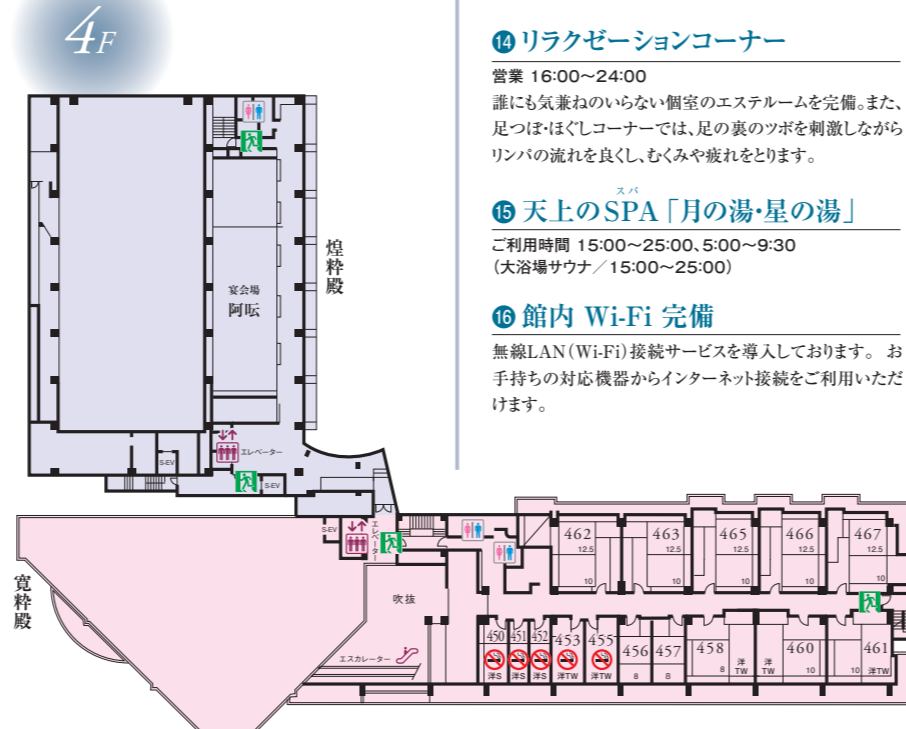 4F
⑭ リラクゼーションコーナー
営業 16:00〜24:00
誰にも気兼ねのいらない個室のエステルームを完備。また、
足つぼ・ほぐしコーナーでは、足の裏のツボを刺激しながら
リンパの流れを良くし、むくみや疲れをとります。
スパ
⑮ 天上のSPA「月の湯・星の湯」
ご利用時間 15:00〜25:00、5:00〜9:30
(大浴場サウナ/15:00〜25:00)
⑯ 館内 Wi-Fi 完備
無線LAN(Wi-Fi)接続サービスを導入しております。 お
手持ちの対応機器からインターネット接続をご利用いただ
けます。
煌粋殿
宴会場
阿吽
エレベーター
S-EV
S-EV
寛粋殿
S-EV
エレベーター
吹抜
エスカレーター
462 463 465 466 467
12.5 12.5 12.5 12.5 12.5
10 10 10 10 10
450 451 452 453 455 456 457 458 460 461
洋S 洋S 洋S 洋TW 洋TW 8 8 8 洋TW 洋TW 10 10 洋TW